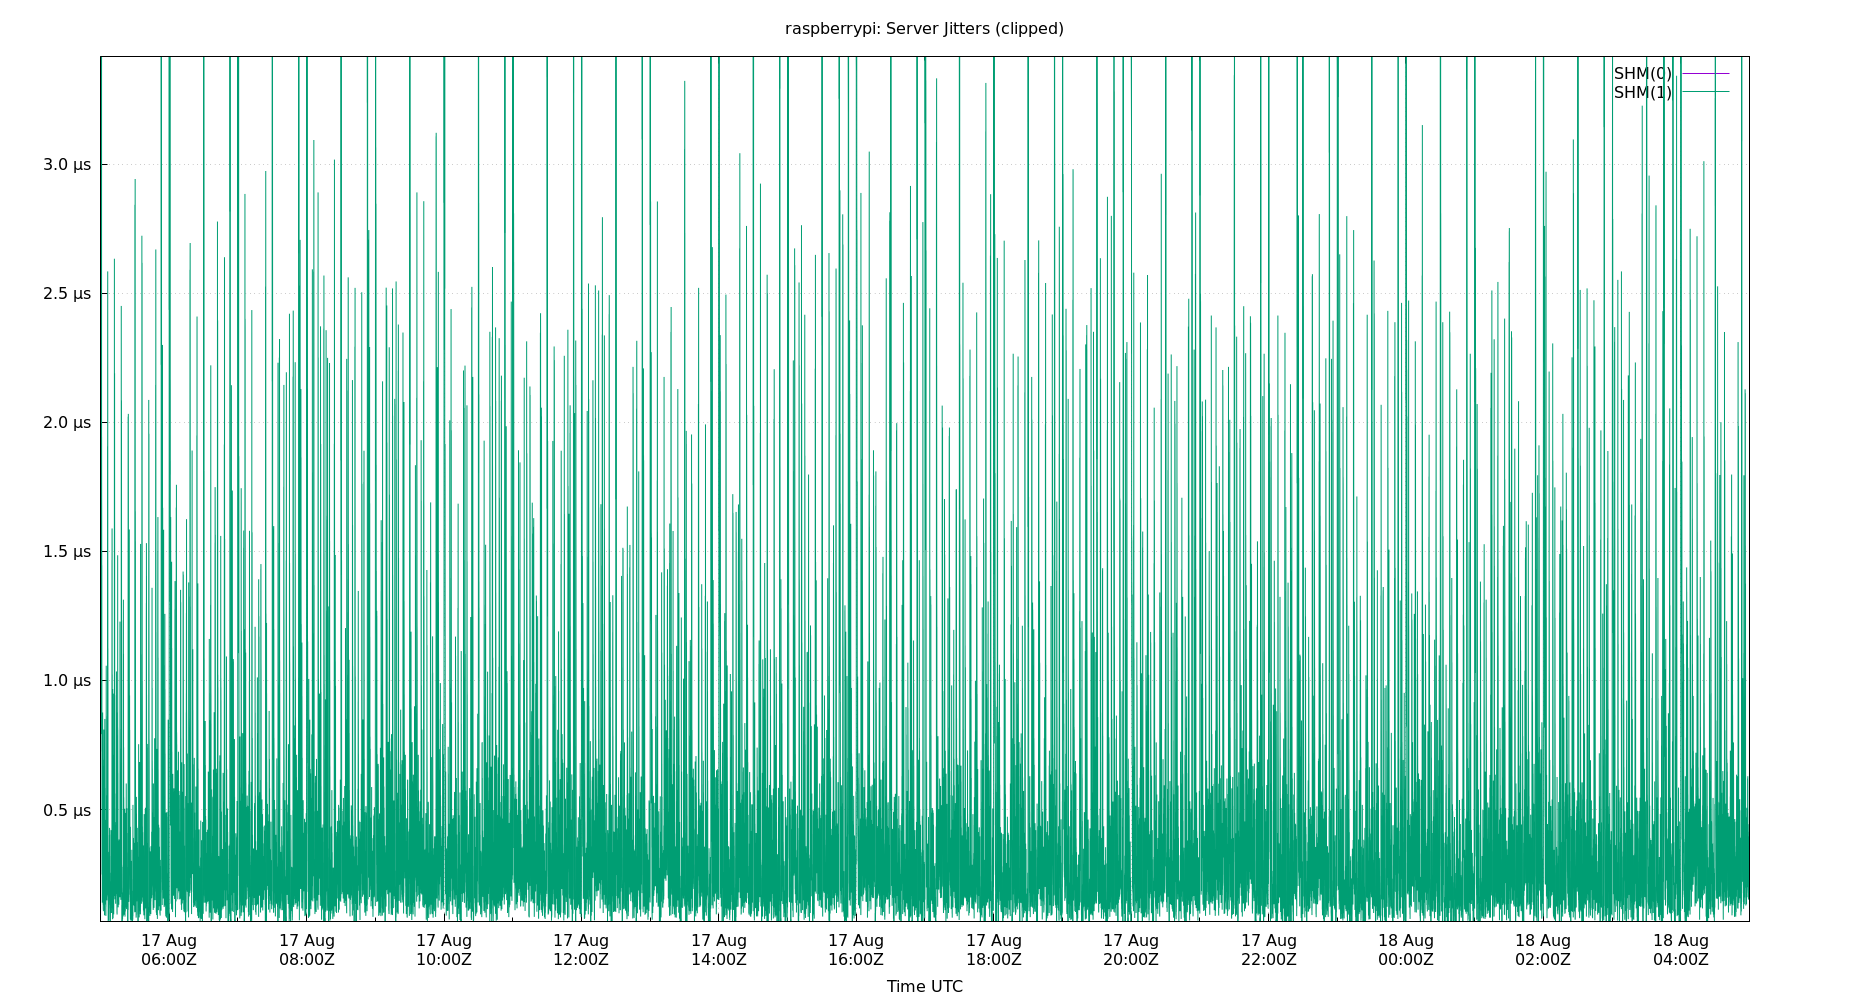 raspberrypi: Server Jitters (clipped)
SHM(0)
SHM(1)
3.0 µs
2.5 µs
2.0 µs
1.5 µs
1.0 µs
0.5 µs
17 Aug 17 Aug 17 Aug 17 Aug 17 Aug 17 Aug 17 Aug 17 Aug 17 Aug 18 Aug 18 Aug 18 Aug
06:00Z 08:00Z 10:00Z 12:00Z 14:00Z 16:00Z 18:00Z 20:00Z 22:00Z 00:00Z 02:00Z 04:00Z
Time UTC